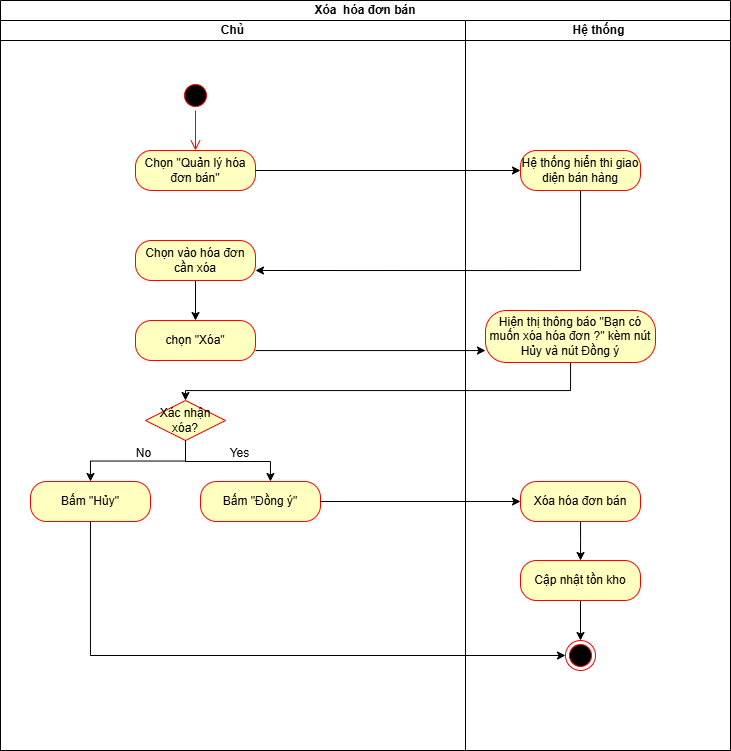 Xóa hóa đơn bán
Chủ
Hệ thống
Chọn "Quản lý hóa
đơn bán"
Hệ thống hiển thi giao
diện bán hàng
Chọn vào hóa đơn
cần xóa
chọn "Xóa"
Hiện thị thông báo "Bạn có
muốn xóa hóa đơn ?" kèm nút
Hủy và nút Đồng ý
Xác nhận
xóa?
No
Yes
Bấm "Hủy"
Bấm "Đồng ý"
Xóa hóa đơn bán
Cập nhật tồn kho